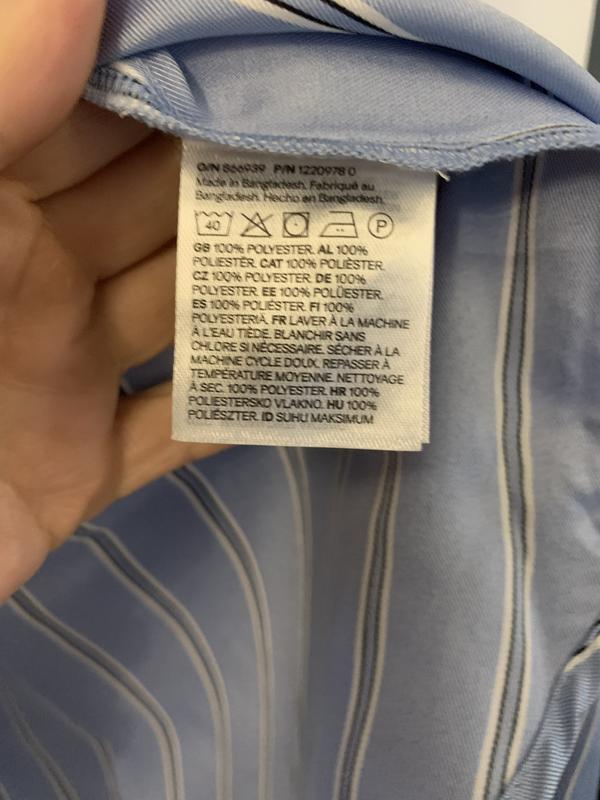 O/N 866939 P/N 1220978 0
Made in Bangladesh. Fabriqué au
Bangladesh. Hecho en Bangladesh.
40 P
GB 100% POLYESTER. AL 100%
POLIESTËR. CAT 100% POLIÈSTER.
CZ 100% POLYESTER. DE 100%
POLYESTER. EE 100% POLÜESTER.
ES 100% POLIÉSTER. FI 100%
POLYESTERIÄ. FR LAVER À LA MACHINE
À L'EAU TIÈDE. BLANCHIR SANS
CHLORE SI NÉCESSAIRE. SÉCHER À LA
MACHINE CYCLE DOUX. REPASSER À
TEMPÉRATURE MOYENNE. NETTOYAGE
À SEC. 100% POLYESTER. HR 100%
POLIESTERSKO VLAKNO. HU 100%
POLIÉSZTER. ID SUHU MAKSIMUM